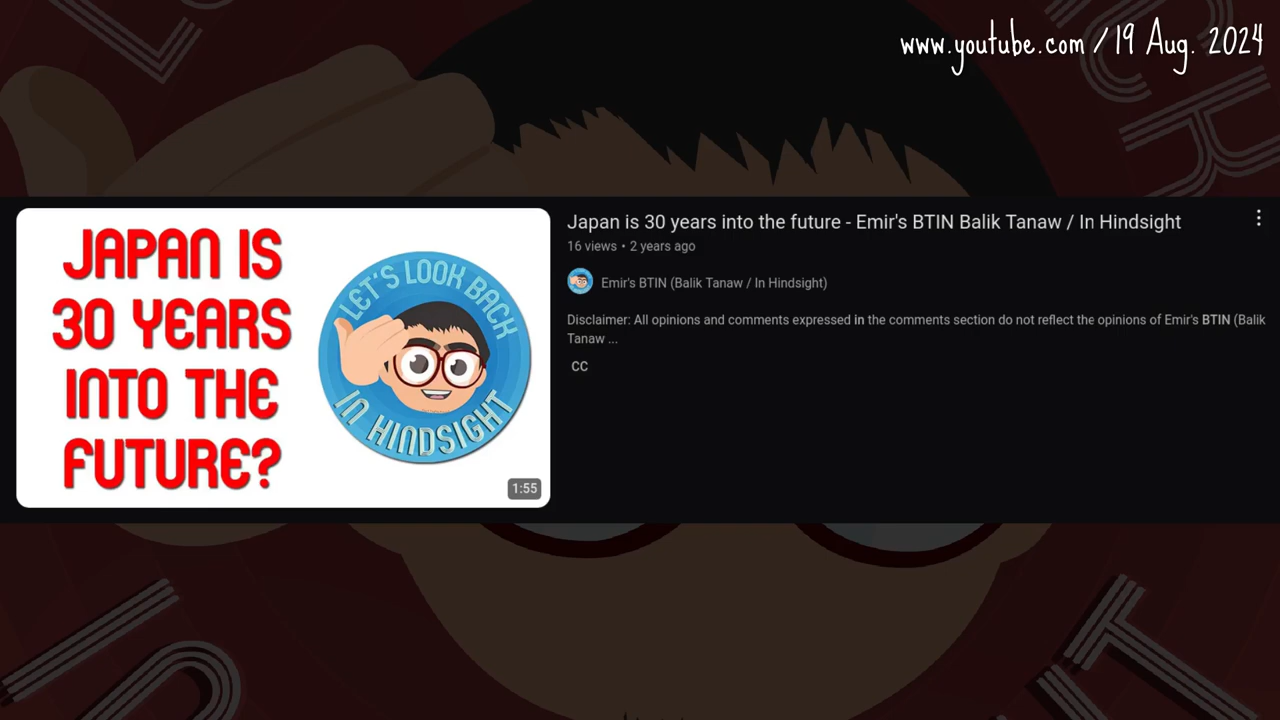 www.youtube.com / 19 Aug. 2024
JAPAN IS
30 YEARS
INTO THE
FUTURE?
LET'S LOOK BACK
IN HINDSIGHT
1:55
Japan is 30 years into the future - Emir's BTIN Balik Tanaw / In Hindsight
16 views • 2 years ago
Emir's BTIN (Balik Tanaw / In Hindsight)
Disclaimer: All opinions and comments expressed in the comments section do not reflect the opinions of Emir's BTIN (Balik
Tanaw ...
CC